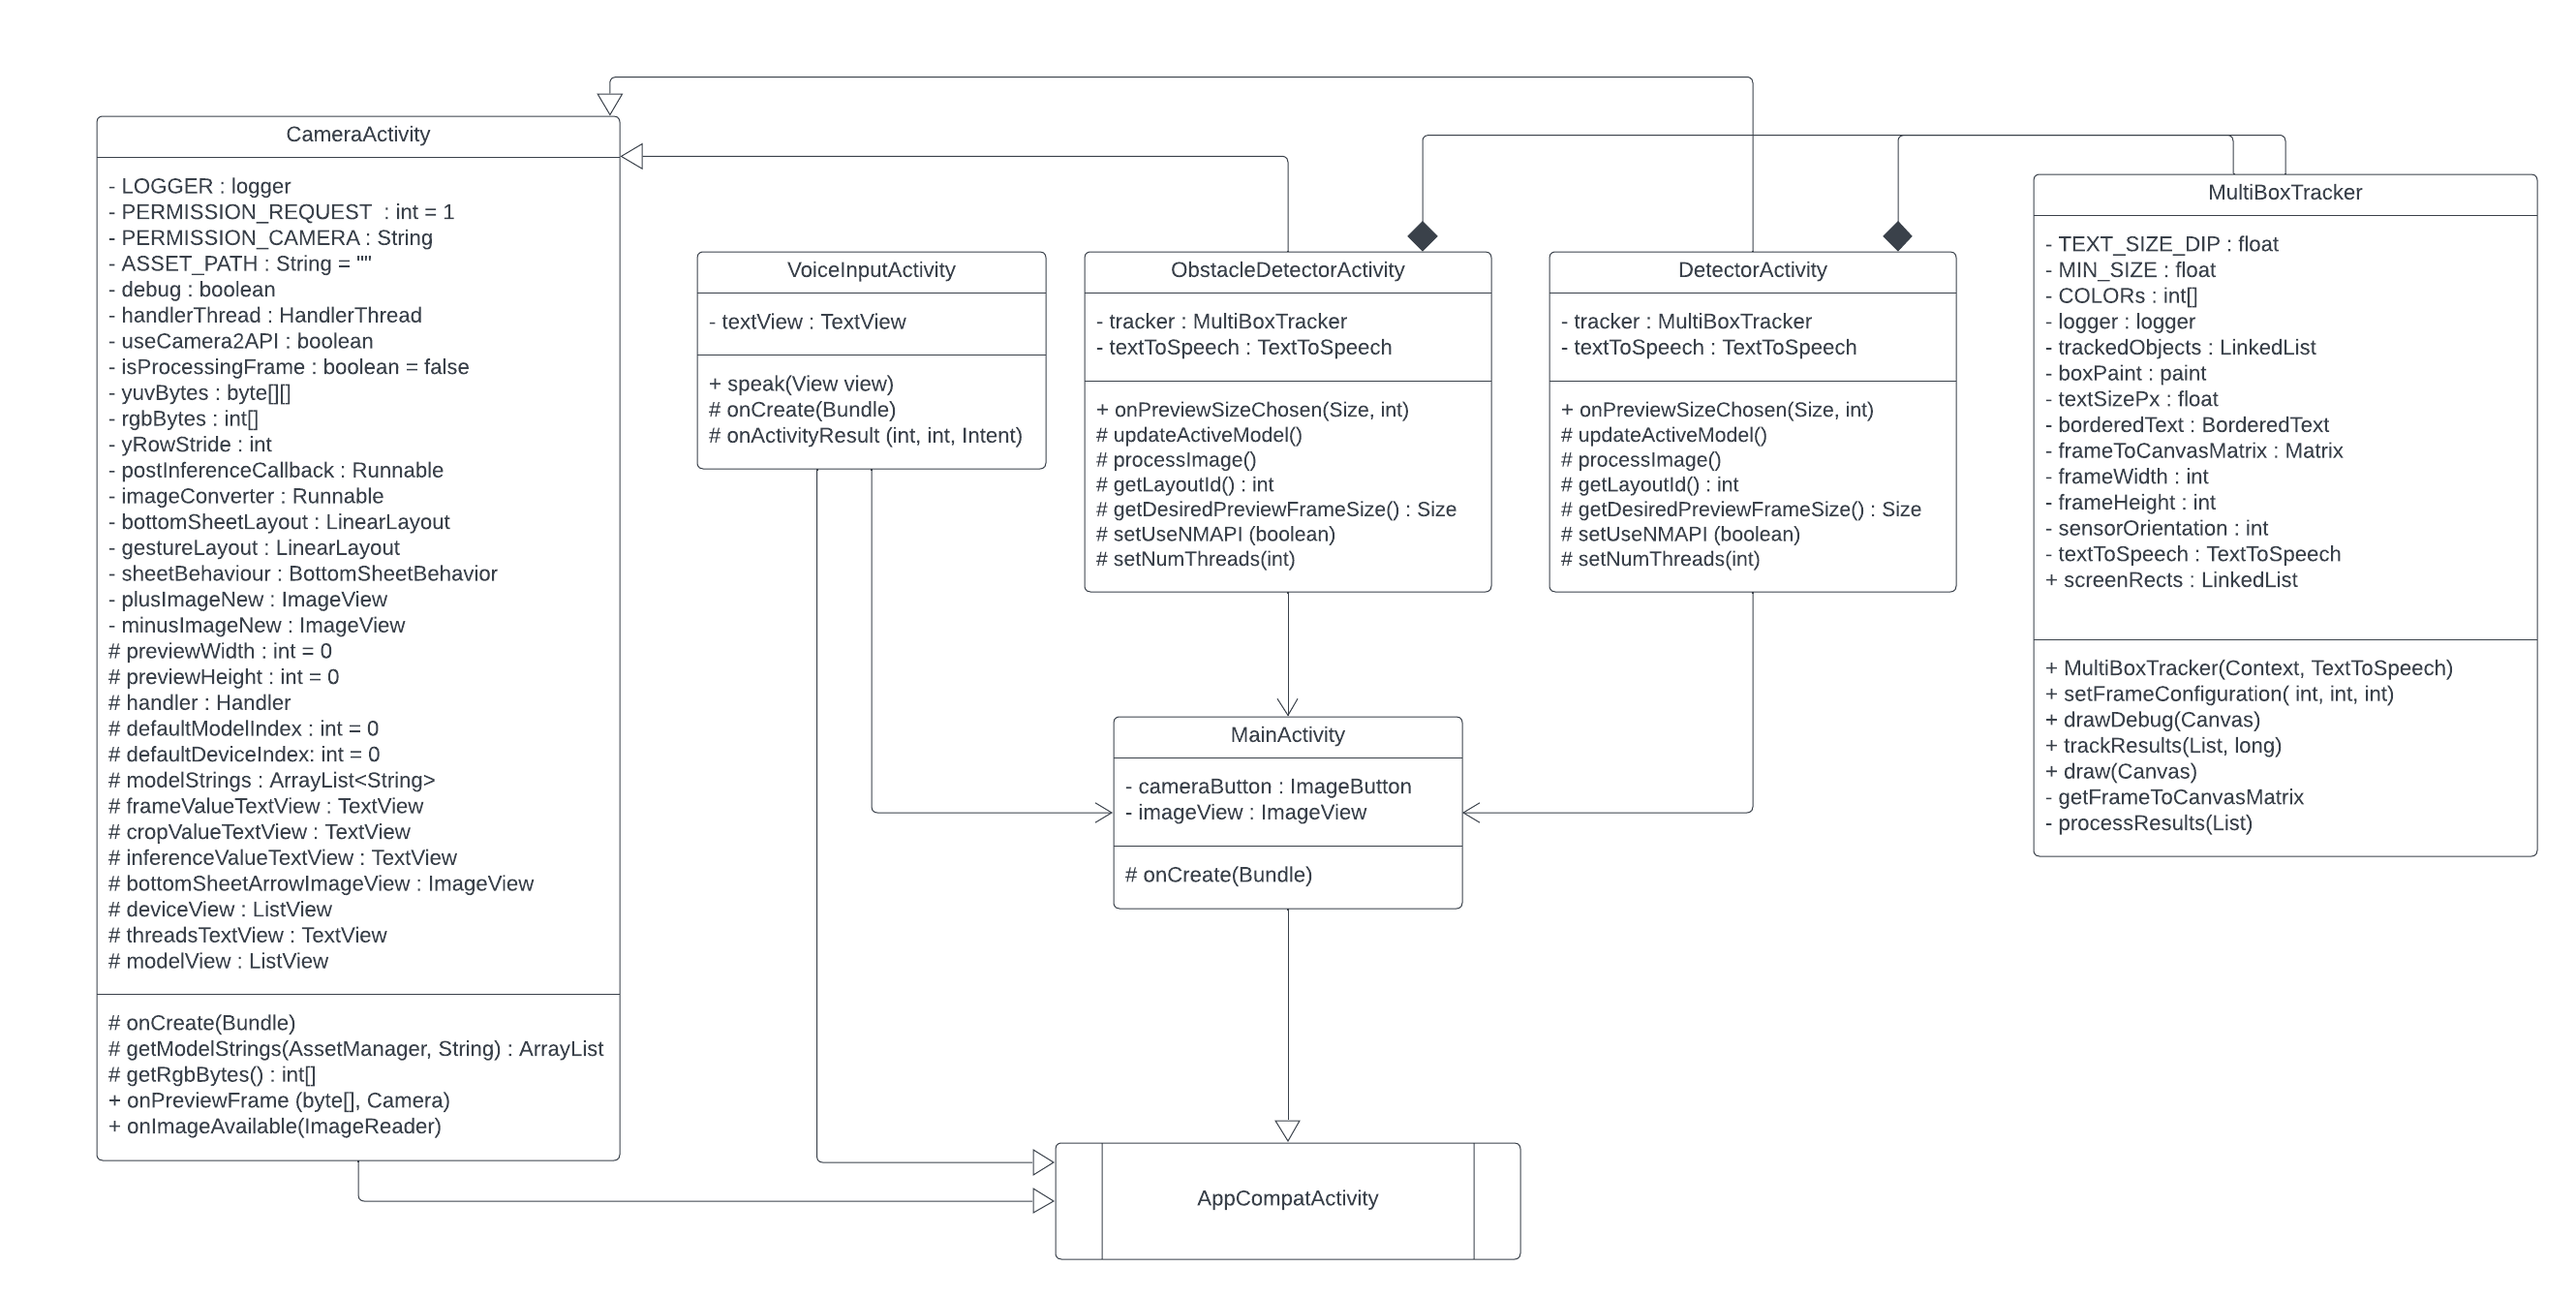 CameraActivity
- LOGGER : logger
- PERMISSION_REQUEST  : int = 1
- PERMISSION_CAMERA : String
- ASSET_PATH : String = ""
- debug : boolean
- handlerThread : HandlerThread
- useCamera2API : boolean
- isProcessingFrame : boolean = false
- yuvBytes : byte[][]
- rgbBytes : int[]
- yRowStride : int
- postInferenceCallback : Runnable
- imageConverter : Runnable
- bottomSheetLayout : LinearLayout
- gestureLayout : LinearLayout
- sheetBehaviour : BottomSheetBehavior
- plusImageNew : ImageView
- minusImageNew : ImageView
# previewWidth : int = 0
# previewHeight : int = 0
# handler : Handler
# defaultModelIndex : int = 0
# defaultDeviceIndex: int = 0
# modelStrings : ArrayList<String>
# frameValueTextView : TextView
# cropValueTextView : TextView
# inferenceValueTextView : TextView
# bottomSheetArrowImageView : ImageView
# deviceView : ListView
# threadsTextView : TextView
# modelView : ListView
# onCreate(Bundle)
# getModelStrings(AssetManager, String) : ArrayList
# getRgbBytes() : int[]
+ onPreviewFrame (byte[], Camera)
+ onImageAvailable(ImageReader)
VoiceInputActivity
- textView : TextView
+ speak(View view)
# onCreate(Bundle)
# onActivityResult (int, int, Intent)
ObstacleDetectorActivity
- tracker : MultiBoxTracker
- textToSpeech : TextToSpeech
+ onPreviewSizeChosen(Size, int)
# updateActiveModel()
# processImage()
# getLayoutId() : int
# getDesiredPreviewFrameSize() : Size
# setUseNMAPI (boolean)
# setNumThreads(int)
DetectorActivity
- tracker : MultiBoxTracker
- textToSpeech : TextToSpeech
+ onPreviewSizeChosen(Size, int)
# updateActiveModel()
# processImage()
# getLayoutId() : int
# getDesiredPreviewFrameSize() : Size
# setUseNMAPI (boolean)
# setNumThreads(int)
MultiBoxTracker
- TEXT_SIZE_DIP : float
- MIN_SIZE : float
- COLORs : int[]
- logger : logger
- trackedObjects : LinkedList
- boxPaint : paint
- textSizePx : float
- borderedText : BorderedText
- frameToCanvasMatrix : Matrix
- frameWidth : int
- frameHeight : int
- sensorOrientation : int
- textToSpeech : TextToSpeech
+ screenRects : LinkedList
+ MultiBoxTracker(Context, TextToSpeech)
+ setFrameConfiguration( int, int, int)
+ drawDebug(Canvas)
+ trackResults(List, long)
+ draw(Canvas)
- getFrameToCanvasMatrix
- processResults(List)
MainActivity
- cameraButton : ImageButton
- imageView : ImageView
# onCreate(Bundle)
AppCompatActivity